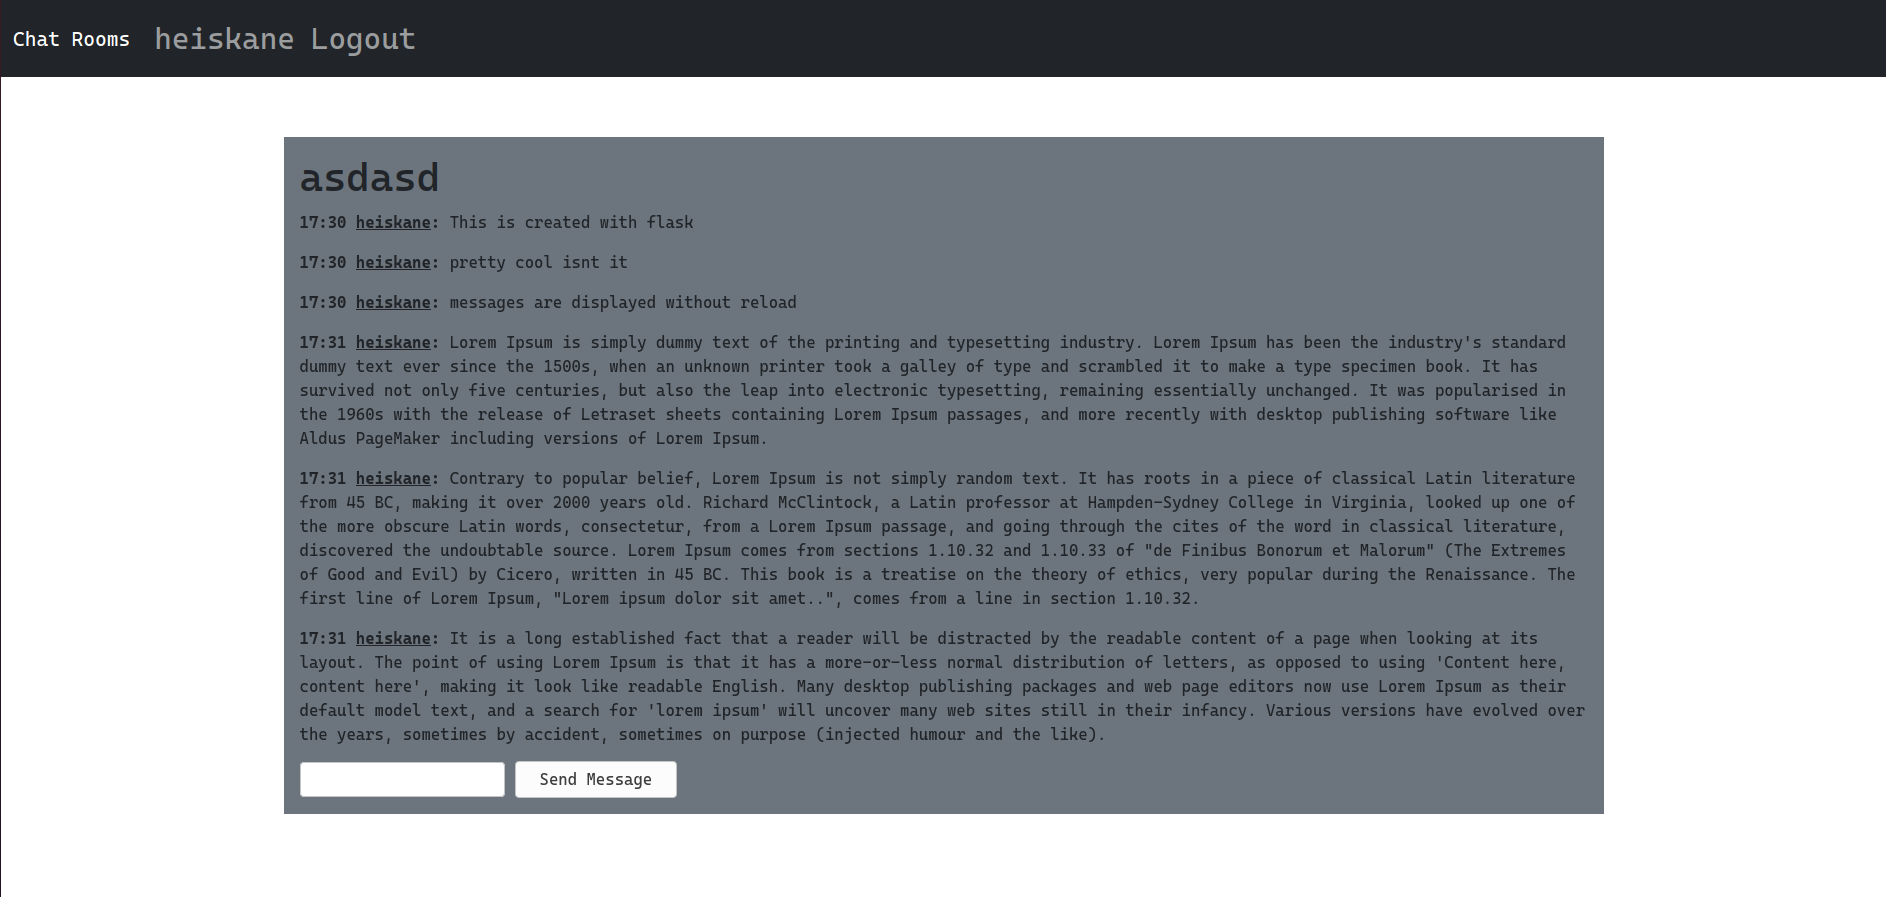 Chat Rooms heiskane Logout
asdasd
17:30 heiskane: This is created with flask
17:30 heiskane: pretty cool isnt it
17:30 heiskane: messages are displayed without reload
17:31 heiskane: Lorem Ipsum is simply dummy text of the printing and typesetting industry. Lorem Ipsum has been the industry's standard
dummy text ever since the 1500s, when an unknown printer took a galley of type and scrambled it to make a type specimen book. It has
survived not only five centuries, but also the leap into electronic typesetting, remaining essentially unchanged. It was popularised in
the 1960s with the release of Letraset sheets containing Lorem Ipsum passages, and more recently with desktop publishing software like
Aldus PageMaker including versions of Lorem Ipsum.
17:31 heiskane: Contrary to popular belief, Lorem Ipsum is not simply random text. It has roots in a piece of classical Latin literature
from 45 BC, making it over 2000 years old. Richard McClintock, a Latin professor at Hampden-Sydney College in Virginia, looked up one of
the more obscure Latin words, consectetur, from a Lorem Ipsum passage, and going through the cites of the word in classical literature,
discovered the undoubtable source. Lorem Ipsum comes from sections 1.10.32 and 1.10.33 of "de Finibus Bonorum et Malorum" (The Extremes
of Good and Evil) by Cicero, written in 45 BC. This book is a treatise on the theory of ethics, very popular during the Renaissance. The
first line of Lorem Ipsum, "Lorem ipsum dolor sit amet..", comes from a line in section 1.10.32.
17:31 heiskane: It is a long established fact that a reader will be distracted by the readable content of a page when looking at its
layout. The point of using Lorem Ipsum is that it has a more-or-less normal distribution of letters, as opposed to using 'Content here,
content here', making it look like readable English. Many desktop publishing packages and web page editors now use Lorem Ipsum as their
default model text, and a search for 'lorem ipsum' will uncover many web sites still in their infancy. Various versions have evolved over
the years, sometimes by accident, sometimes on purpose (injected humour and the like).
Send Message